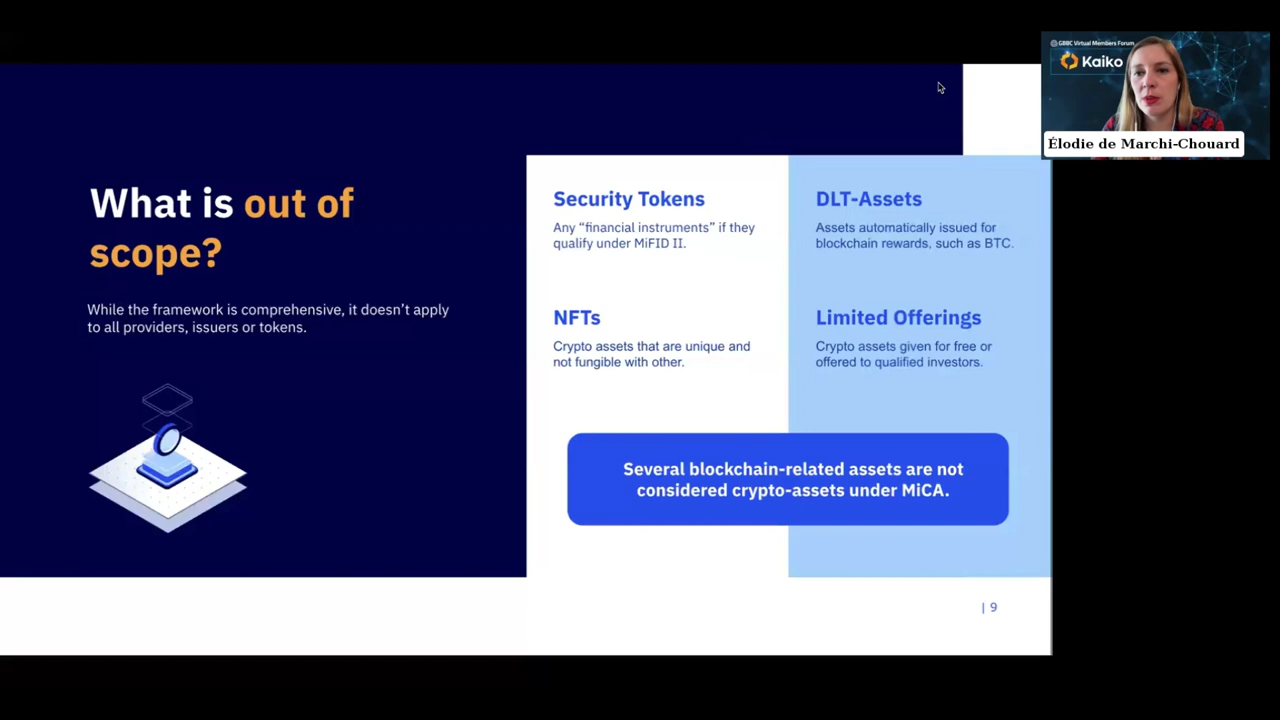 What is out of
scope?
While the framework is comprehensive, it doesn't apply
to all providers, issuers or tokens.
Security Tokens
Any “financial instruments” if they
qualify under MiFID II.
DLT-Assets
Assets automatically issued for
blockchain rewards, such as BTC.
NFTs
Crypto assets that are unique and
not fungible with other.
Limited Offerings
Crypto assets given for free or
offered to qualified investors.
Several blockchain-related assets are not
considered crypto-assets under MiCA.
| 9
GBBC Virtual Members Forum
Kaiko
Élodie de Marchi-Chouard